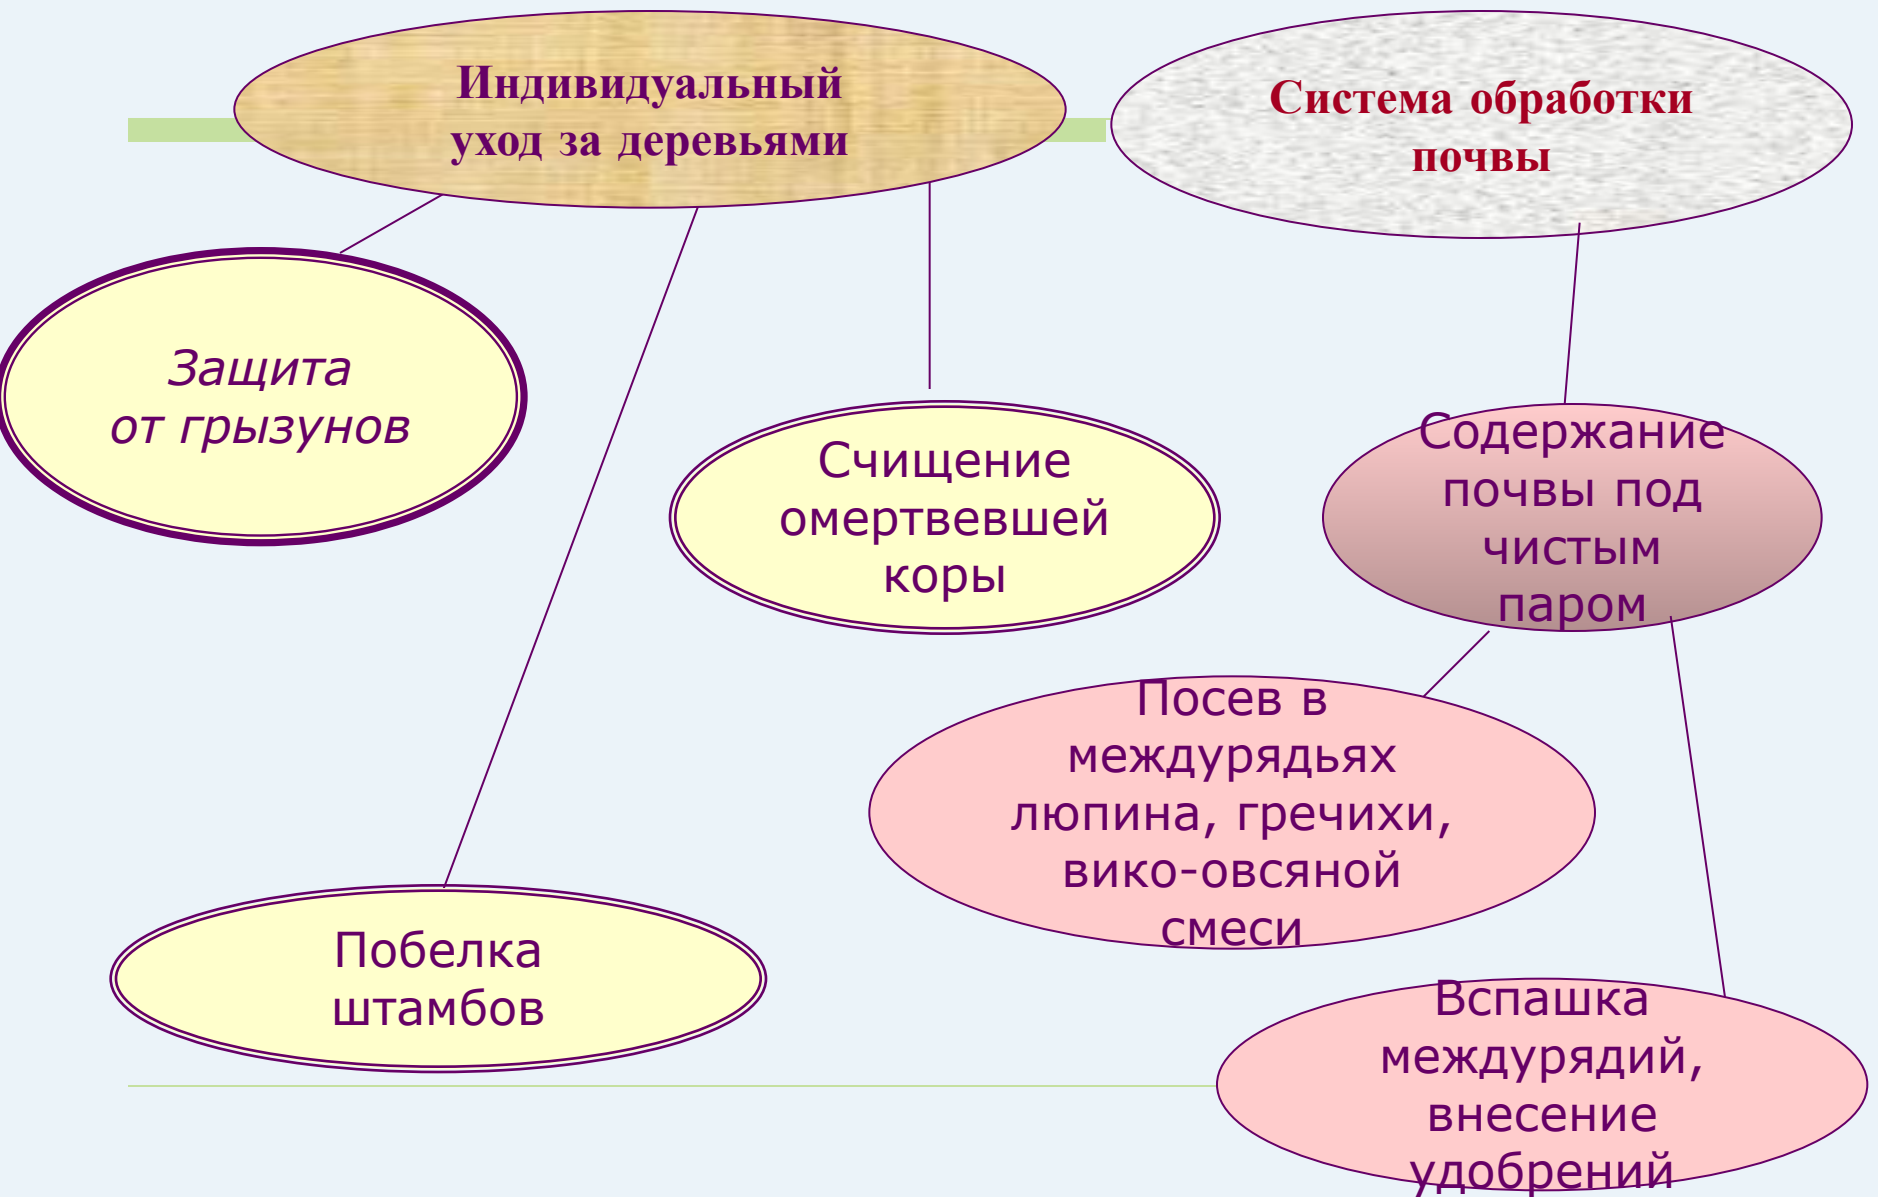 Индивидуальный
уход за деревьями
Система обработки
почвы
Защита
от грызунов
Счищение
омертвевшей
коры
Содержание
почвы под
чистым
паром
Посев в
междурядьях
люпина, гречихи,
вико-овсяной
смеси
Побелка
штамбов
Вспашка
междурядий,
внесение
удобрений